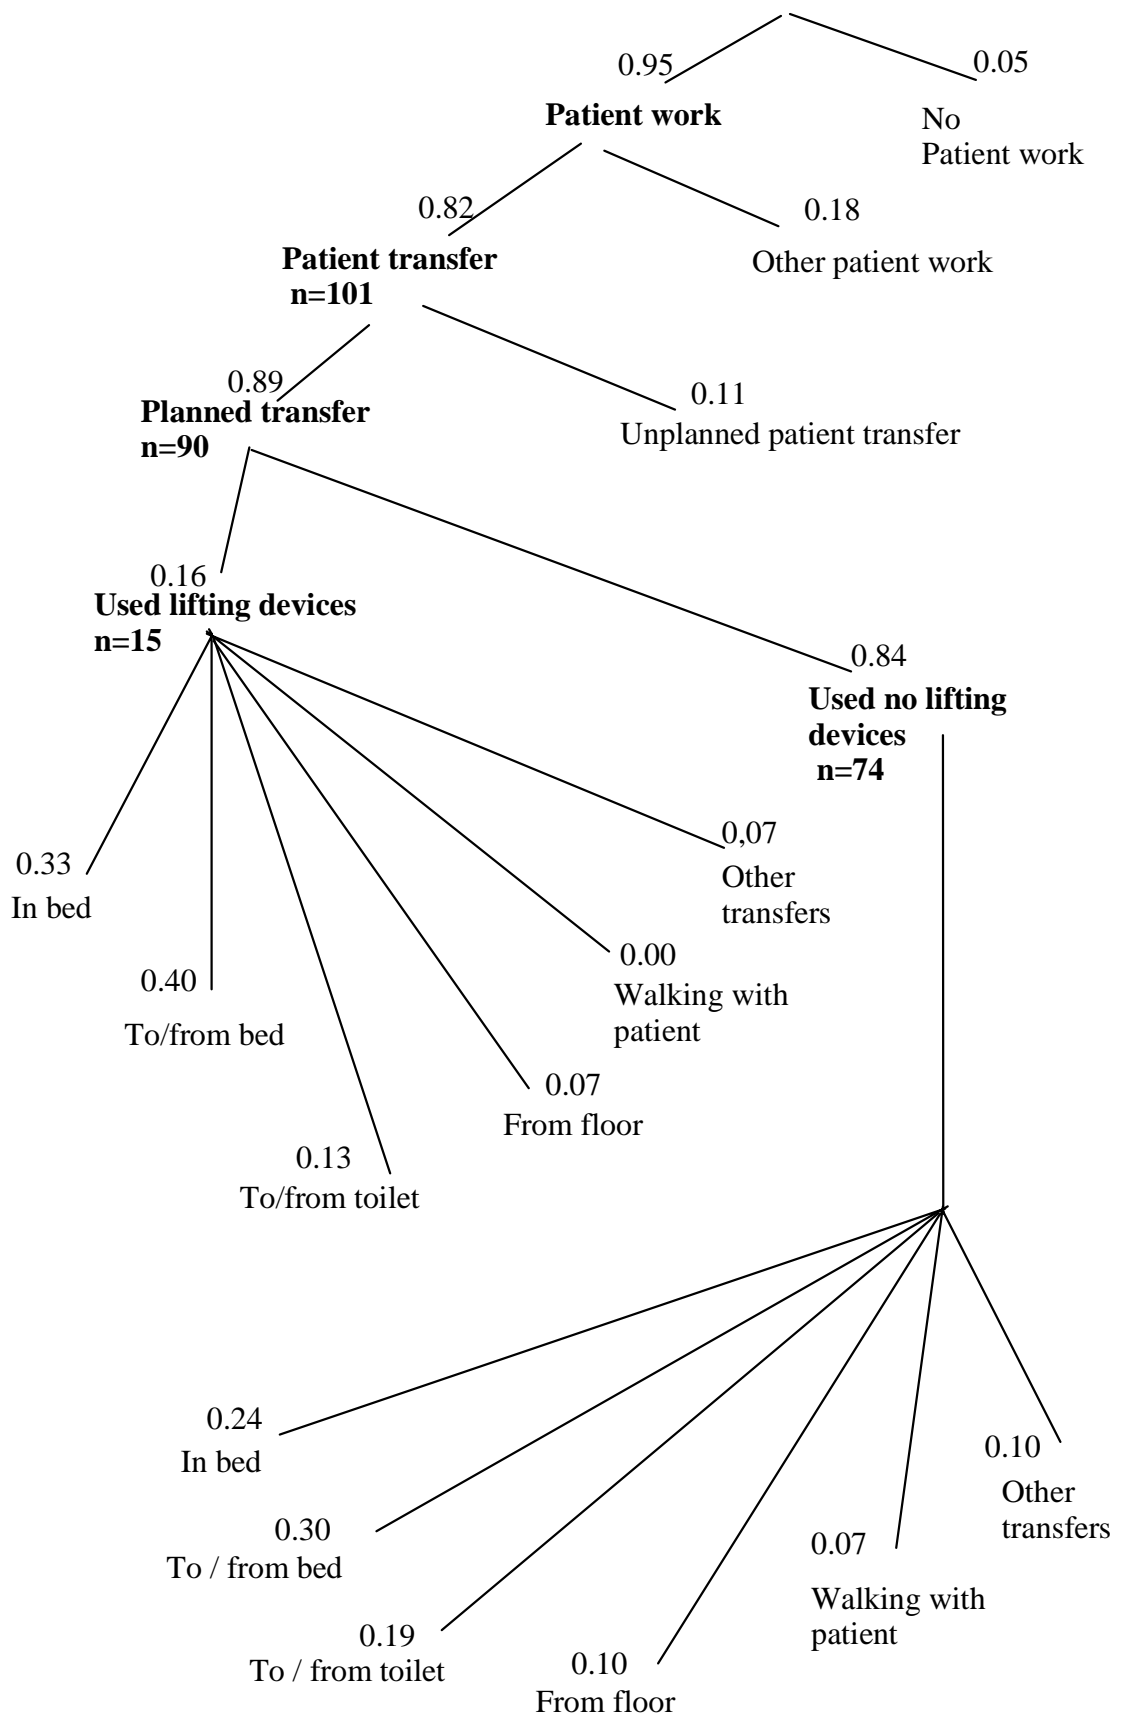 0.95
0.05
Patient work
No
Patient work
0.82
0.18
Patient transfer
n=101
Other patient work
0.89
0.11
Planned transfer
n=90
Unplanned patient transfer
0.16
Used lifting devices
n=15
0.84
Used no lifting
devices
n=74
0,07
Other
transfers
0.33
In bed
0.00
Walking with
patient
0.40
To/from bed
0.07
From floor
0.13
To/from toilet
0.24
In bed
0.10
Other
transfers
0.30
To / from bed
0.07
Walking with
patient
0.19
To / from toilet
0.10
From floor